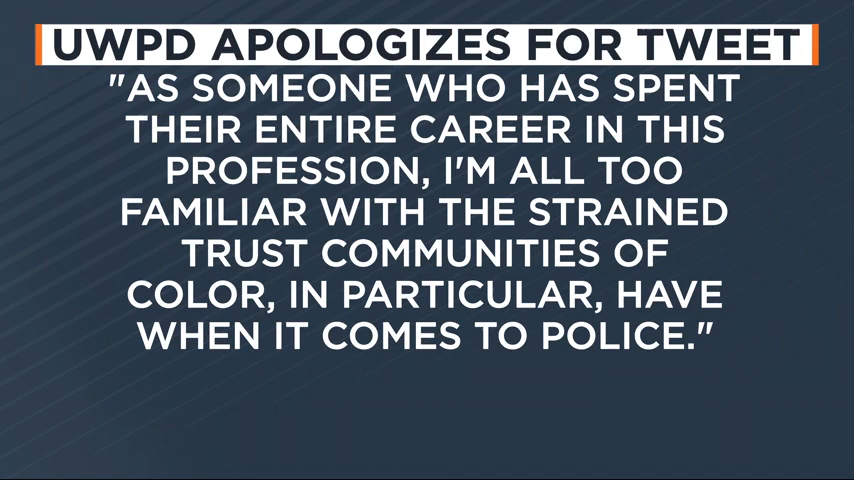 UWPD APOLOGIZES FOR TWEET
"AS SOMEONE WHO HAS SPENT
THEIR ENTIRE CAREER IN THIS
PROFESSION, I'M ALL TOO
FAMILIAR WITH THE STRAINED
TRUST COMMUNITIES OF
COLOR, IN PARTICULAR, HAVE
WHEN IT COMES TO POLICE."